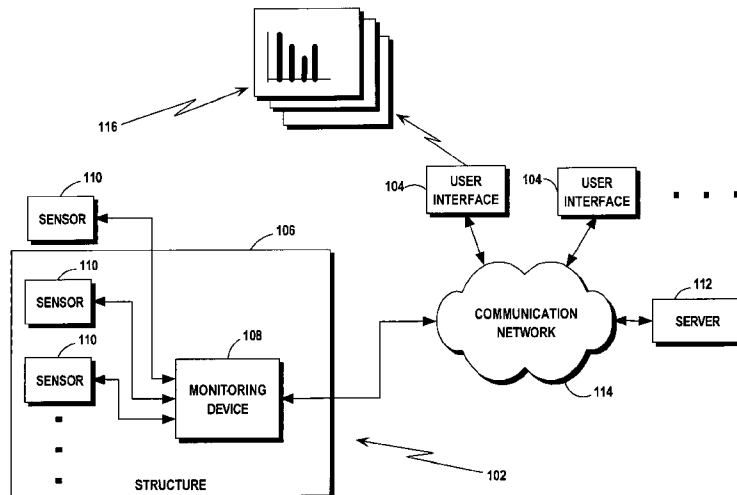 116
110
SENSOR
104
USER
INTERFACE
104
USER
INTERFACE
106
110
SENSOR
110
SENSOR
108
MONITORING
DEVICE
COMMUNICATION
NETWORK
112
SERVER
114
102
STRUCTURE